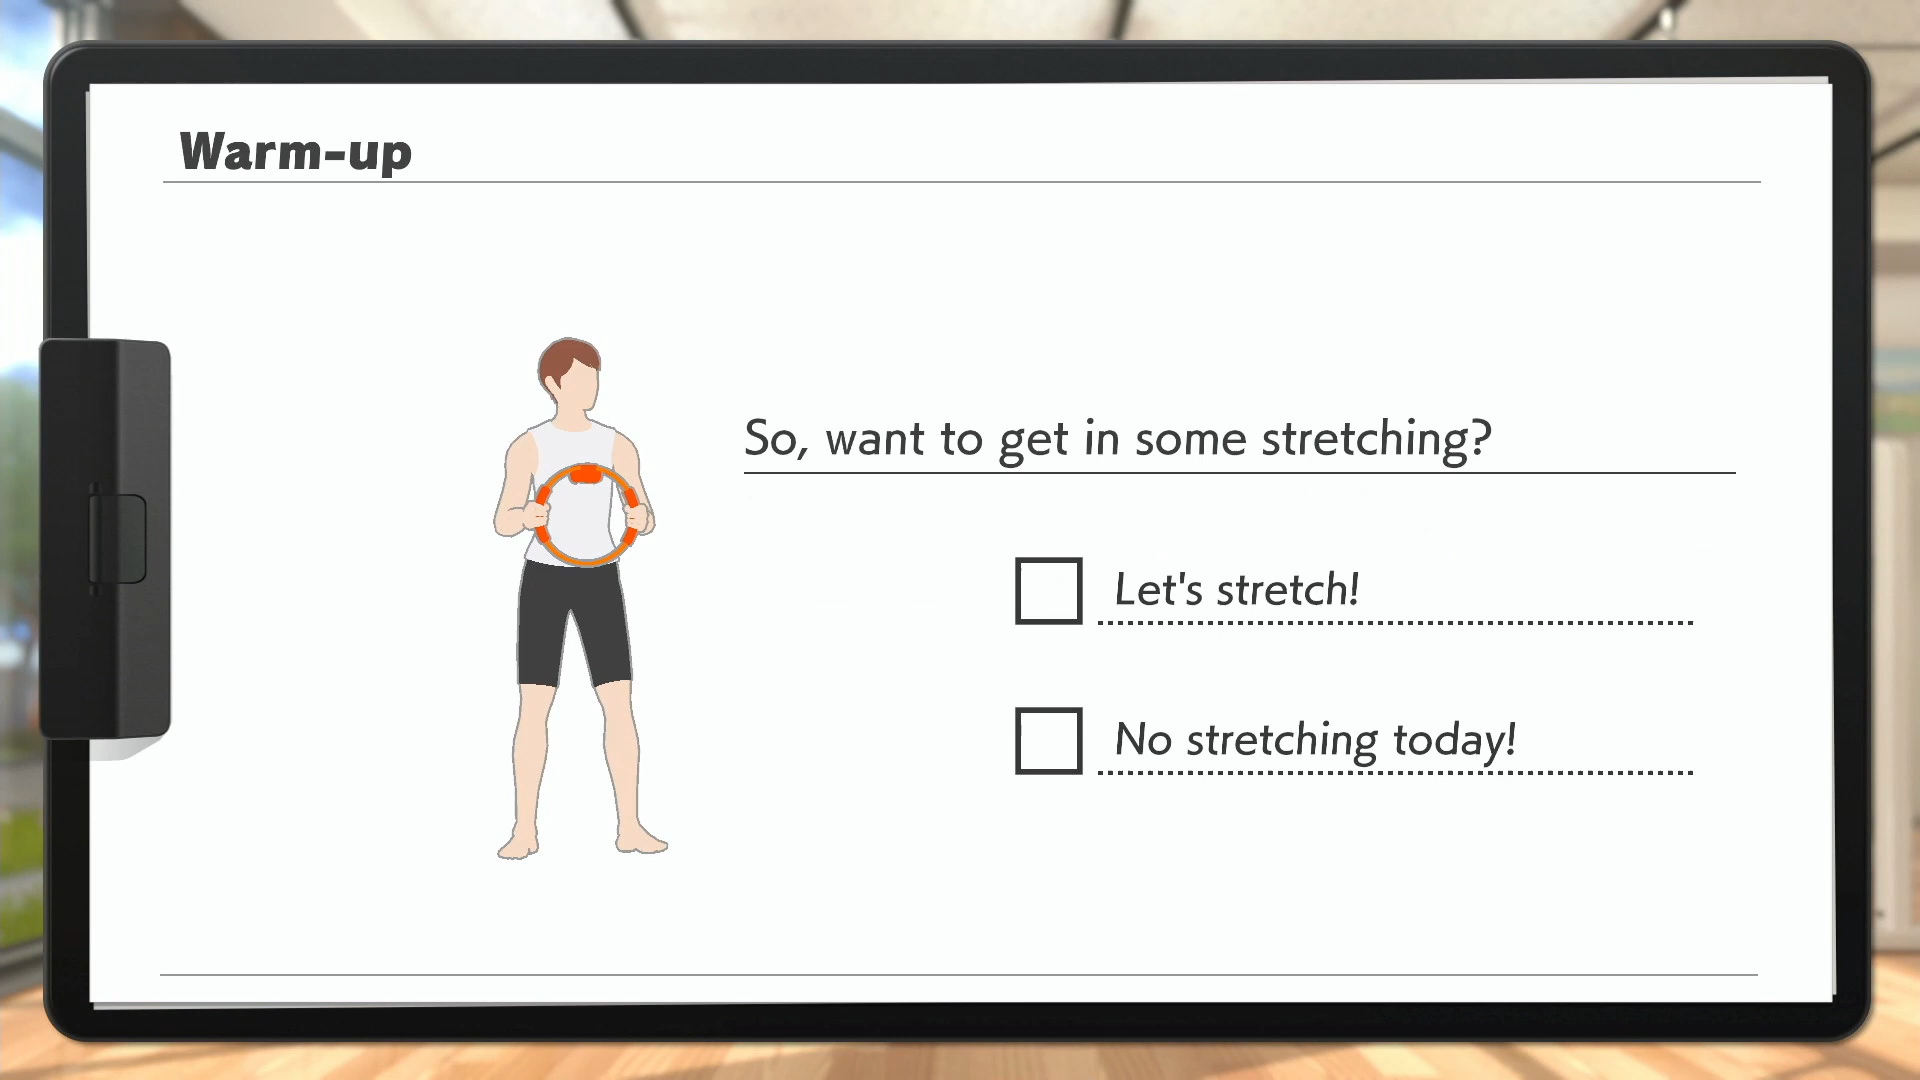 Warm-up
So, want to get in some stretching?
Let's stretch!
No stretching today!